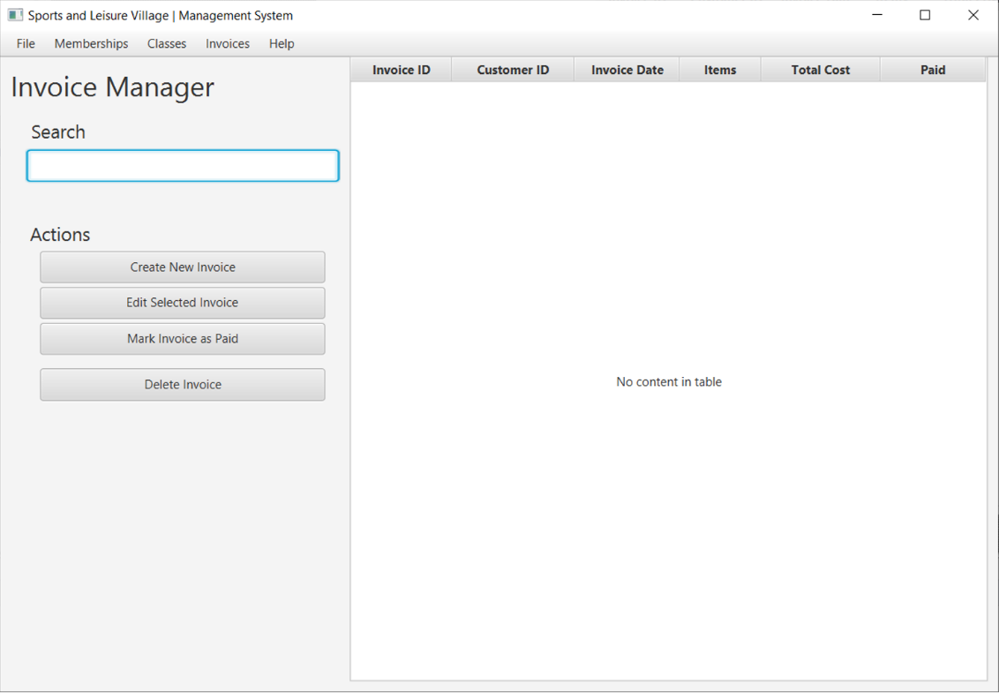 Sports and Leisure Village | Management System
File Memberships Classes Invoices Help
Invoice Manager
Search
Actions
Create New Invoice
Edit Selected Invoice
Mark Invoice as Paid
Delete Invoice
Invoice ID Customer ID Invoice Date Items Total Cost Paid
No content in table